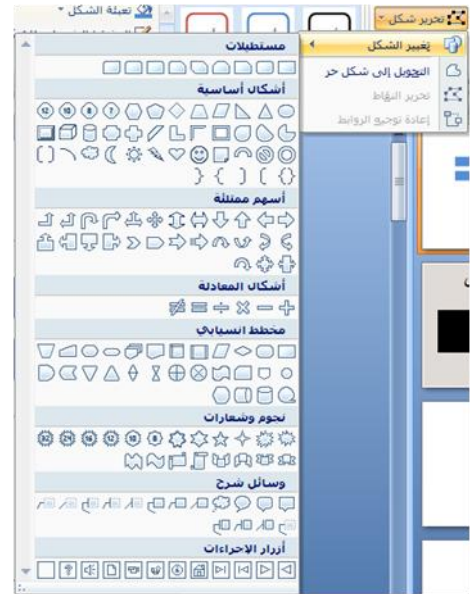 تحرير شكل
تغيير الشكل
التحويل إلى شكل حر
تحرير النقاط
إعادة توجيه الروابط
تعبئة الشكل
مستطيلات
أشكال أساسية
أسهم ممتلئة
أشكال المعادلة
مخطط انسيابي
نجوم وشعارات
وسائل شرح
أزرار الإجراءات